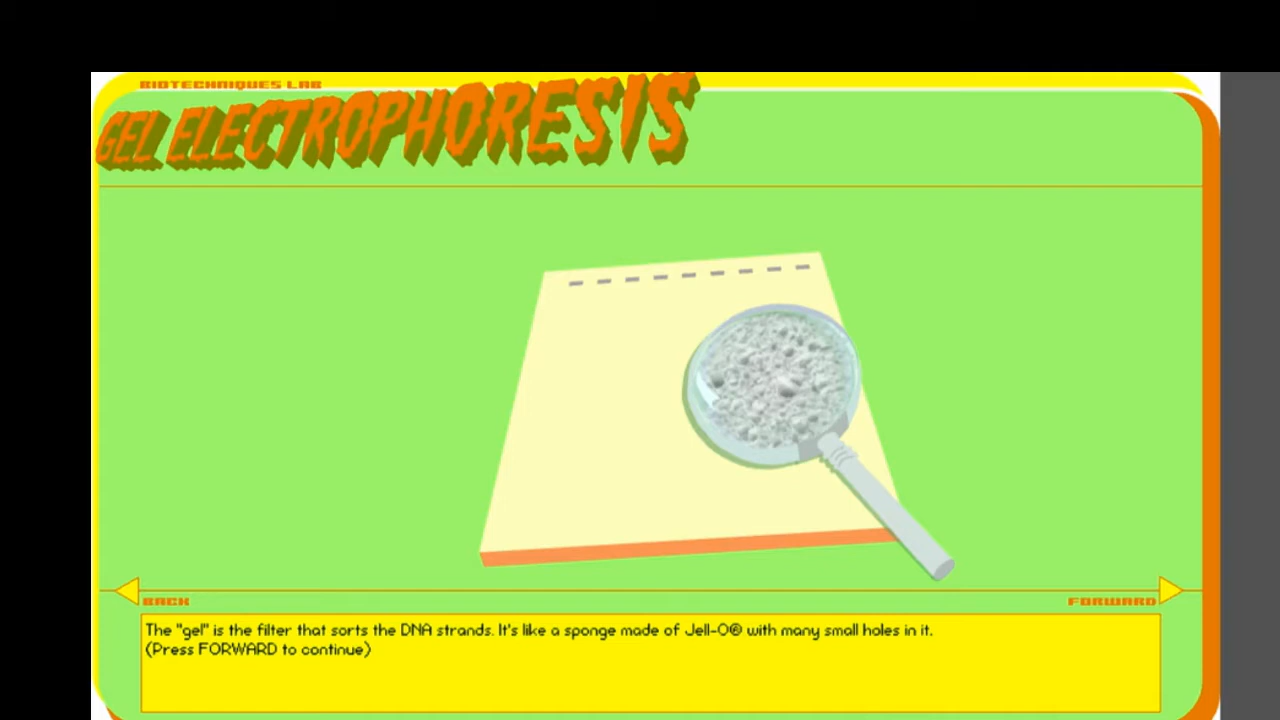 BIOTECHNIQUES LAB
GEL ELECTROPHORESIS
BACK
FORWARD
The "gel" is the filter that sorts the DNA strands. It's like a sponge made of Jell-O® with many small holes in it.
(Press FORWARD to continue)